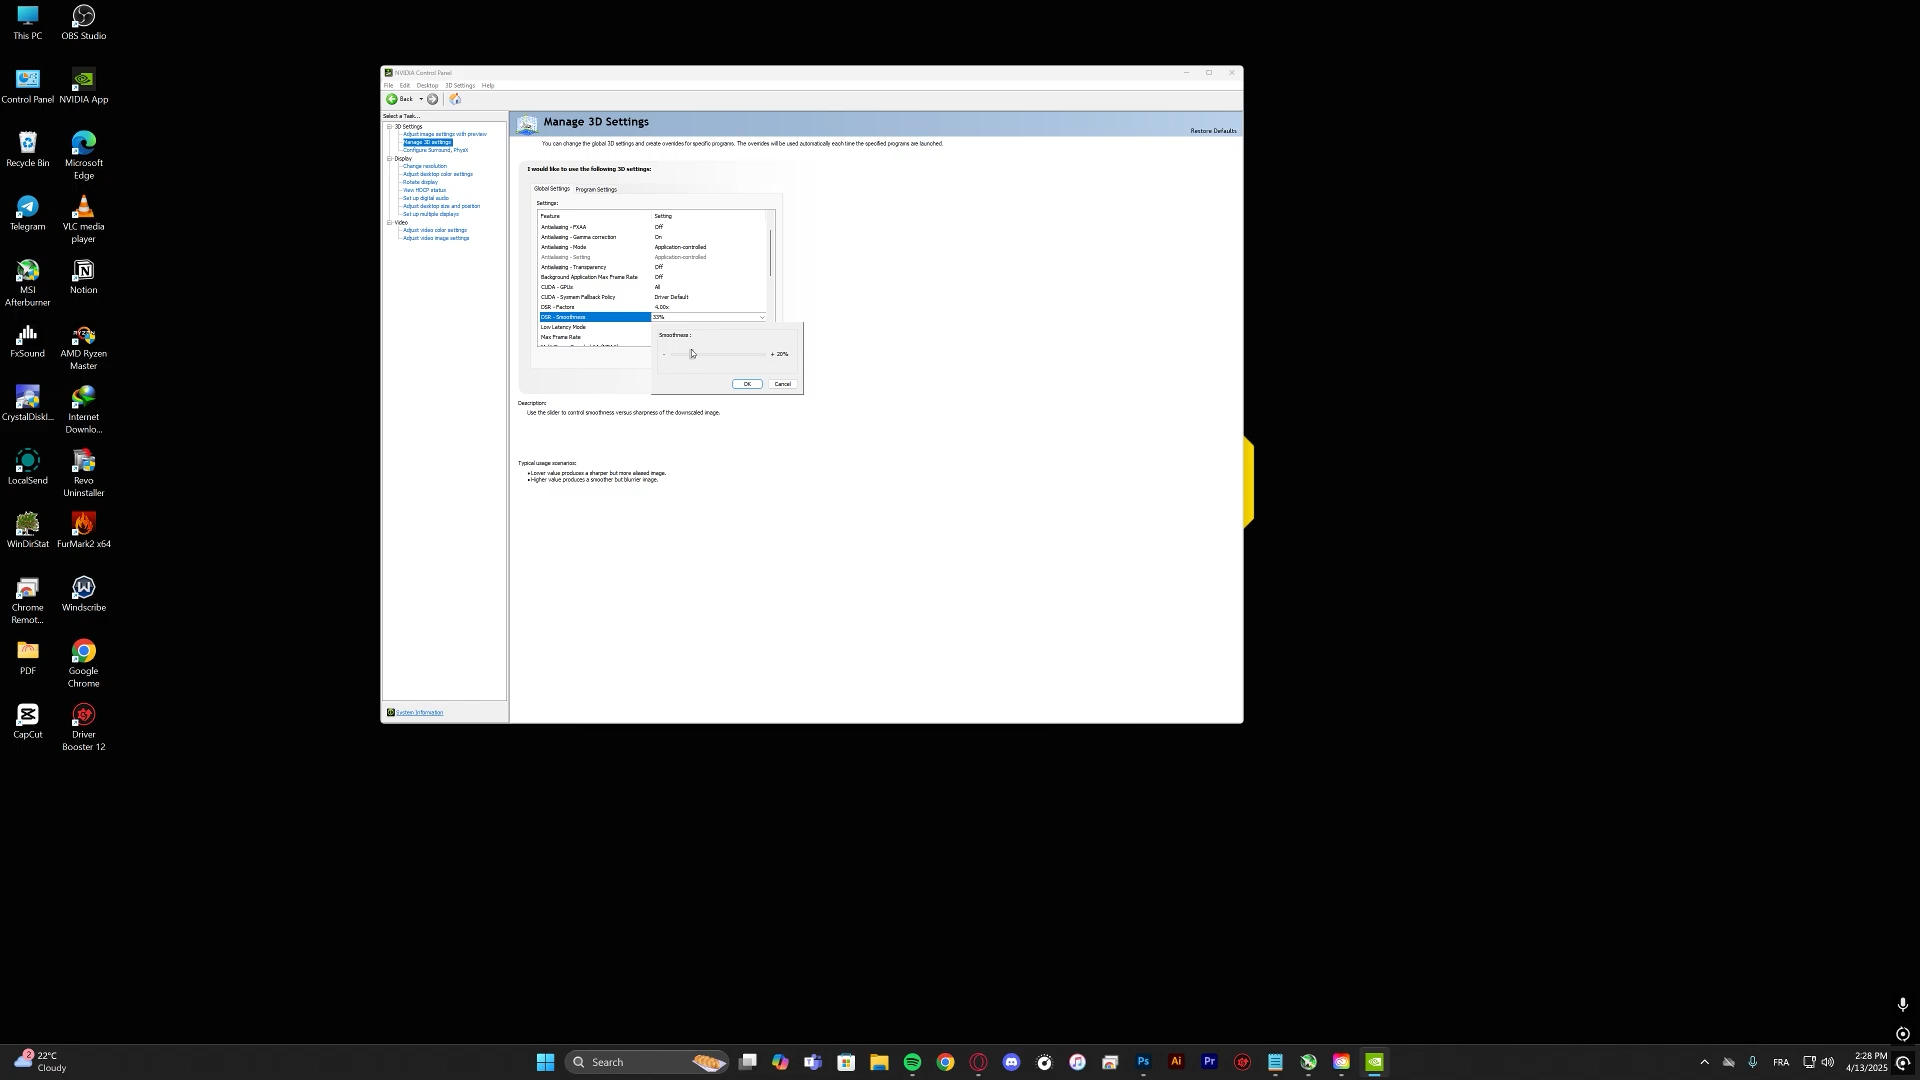 This PC
OBS Studio
Control Panel
NVIDIA App
Recycle Bin
Microsoft
Edge
Telegram
VLC media
player
MSI
Afterburner
Notion
FxSound
AMD Ryzen
Master
CrystalDiskI...
Internet
Downlo...
LocalSend
Revo
Uninstaller
WinDirStat
FurMark2 x64
Chrome
Remot...
Windscribe
PDF
Google
Chrome
CapCut
Driver
Booster 12
NVIDIA Control Panel
File Edit Desktop 3D Settings Help
Back
Select a Task...
3D Settings
Adjust image settings with preview
Manage 3D settings
Configure Surround, PhysX
Display
Change resolution
Adjust desktop color settings
Rotate display
View HDCP status
Set up digital audio
Adjust desktop size and position
Set up multiple displays
Video
Adjust video color settings
Adjust video image settings
System Information
Manage 3D Settings
Restore Defaults
You can change the global 3D settings and create overrides for specific programs. The overrides will be used automatically each time the specified programs are launched.
I would like to use the following 3D settings:
Global Settings Program Settings
Settings:
Feature Setting
Antialiasing - FXAA Off
Antialiasing - Gamma correction On
Antialiasing - Mode Application-controlled
Antialiasing - Setting Application-controlled
Antialiasing - Transparency Off
Background Application Max Frame Rate Off
CUDA - GPUs All
CUDA - Sysmem Fallback Policy Driver Default
DSR - Factors 4.00x
DSR - Smoothness 33%
Low Latency Mode
Max Frame Rate
Smoothness :
- + 20%
OK Cancel
Description:
Use the slider to control smoothness versus sharpness of the downscaled image.
Typical usage scenarios:
• Lower value produces a sharper but more aliased image.
• Higher value produces a smoother but blurrier image.
2
22°C
Cloudy
Search
Ps
Ai
Pr
FRA
2:28 PM
4/13/2025